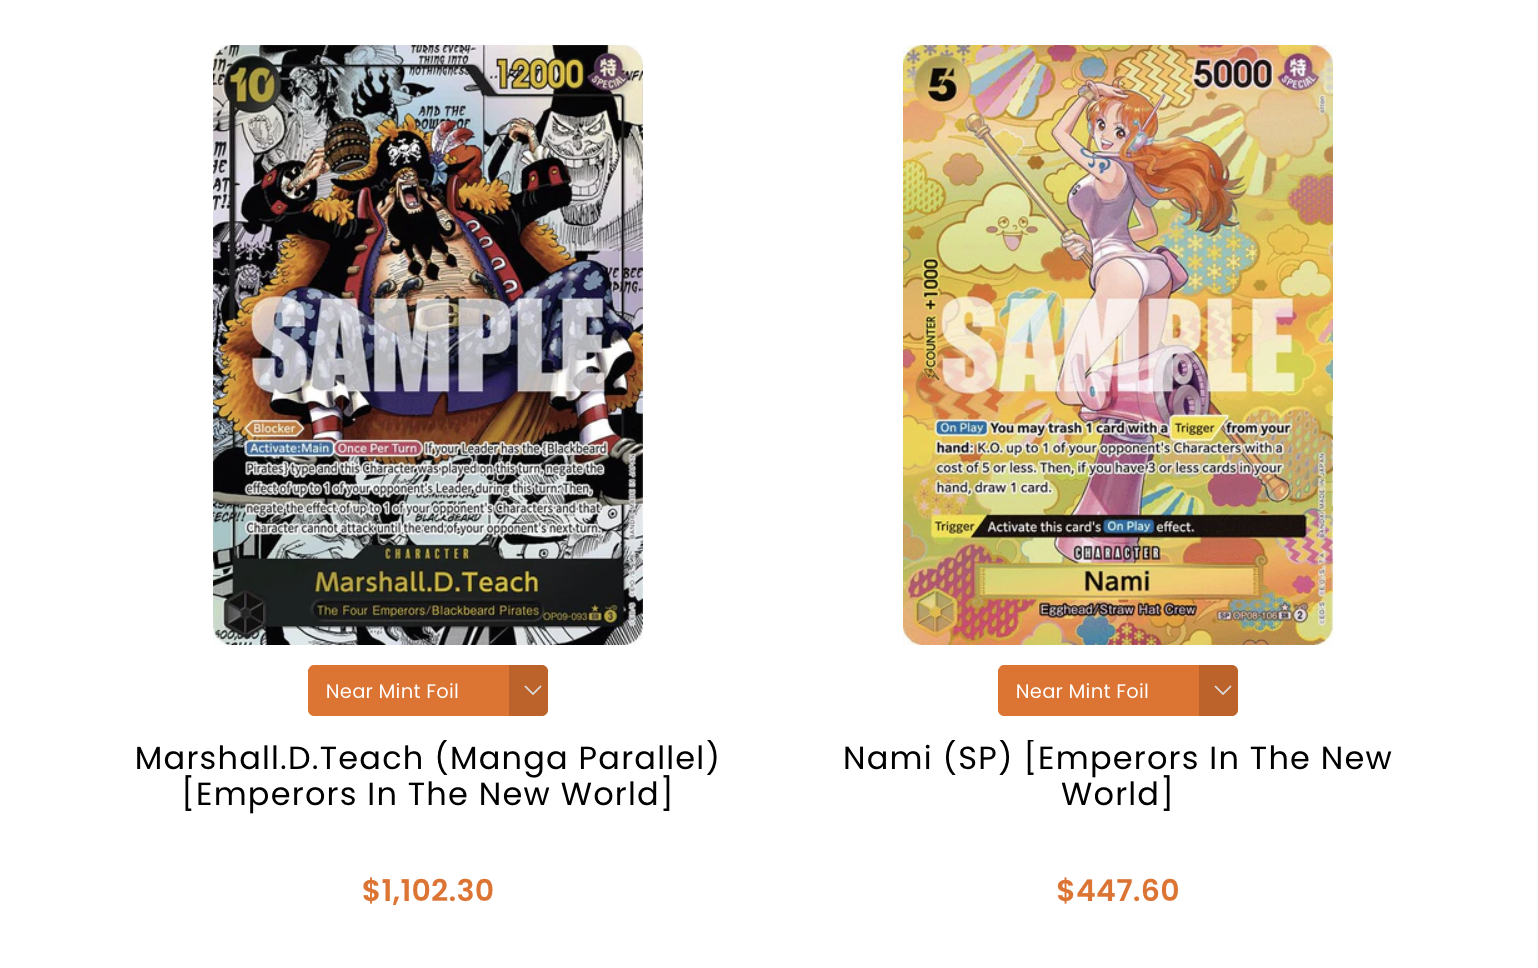 TURNS EVERY-
THING INTO
NOTHINGNESS
10
12000
特
SPECIAL
AND THE
POWER OF
SAMPLE
Blocker
Activate:Main Once Per Turn If your Leader has the {Blackbeard
Pirates} type and this Character was played on this turn, negate the
effect of up to 1 of your opponent's Leader during this turn. Then,
negate the effect of up to 1 of your opponent's Characters and that
Character cannot attack until the end of your opponent's next turn.
CHARACTER
Marshall.D.Teach
The Four Emperors/Blackbeard Pirates
OP09-093
3
Near Mint Foil
Marshall.D.Teach (Manga Parallel)
[Emperors In The New World]
$1,102.30
5
5000
特
SPECIAL
COUNTER +1000
SAMPLE
On Play You may trash 1 card with a Trigger from your
hand: K.O. up to 1 of your opponent's Characters with a
cost of 5 or less. Then, if you have 3 or less cards in your
hand, draw 1 card.
Trigger Activate this card's On Play effect.
CHARACTER
Nami
Egghead/Straw Hat Crew
SP OP08-106
2
Near Mint Foil
Nami (SP) [Emperors In The New
World]
$447.60